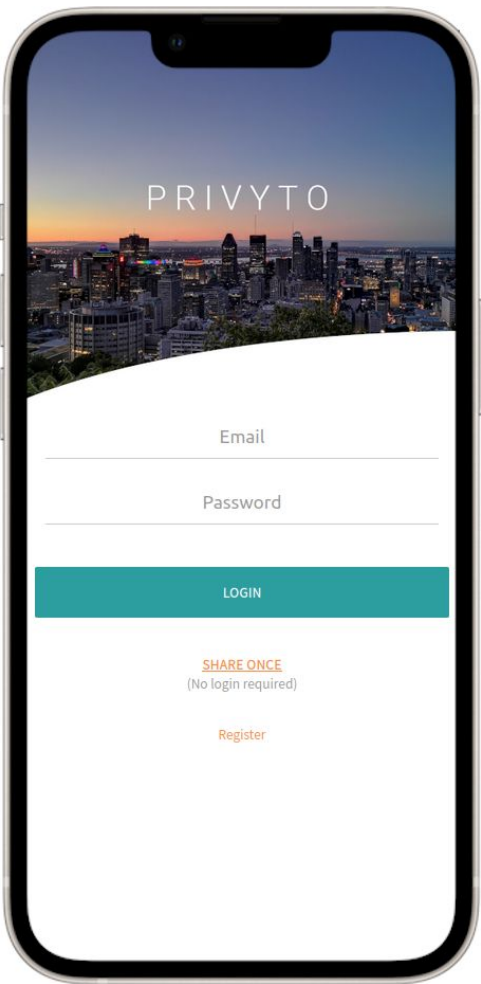 PRIVYTO
Email
Password
LOGIN
SHARE ONCE
(No login required)
Register